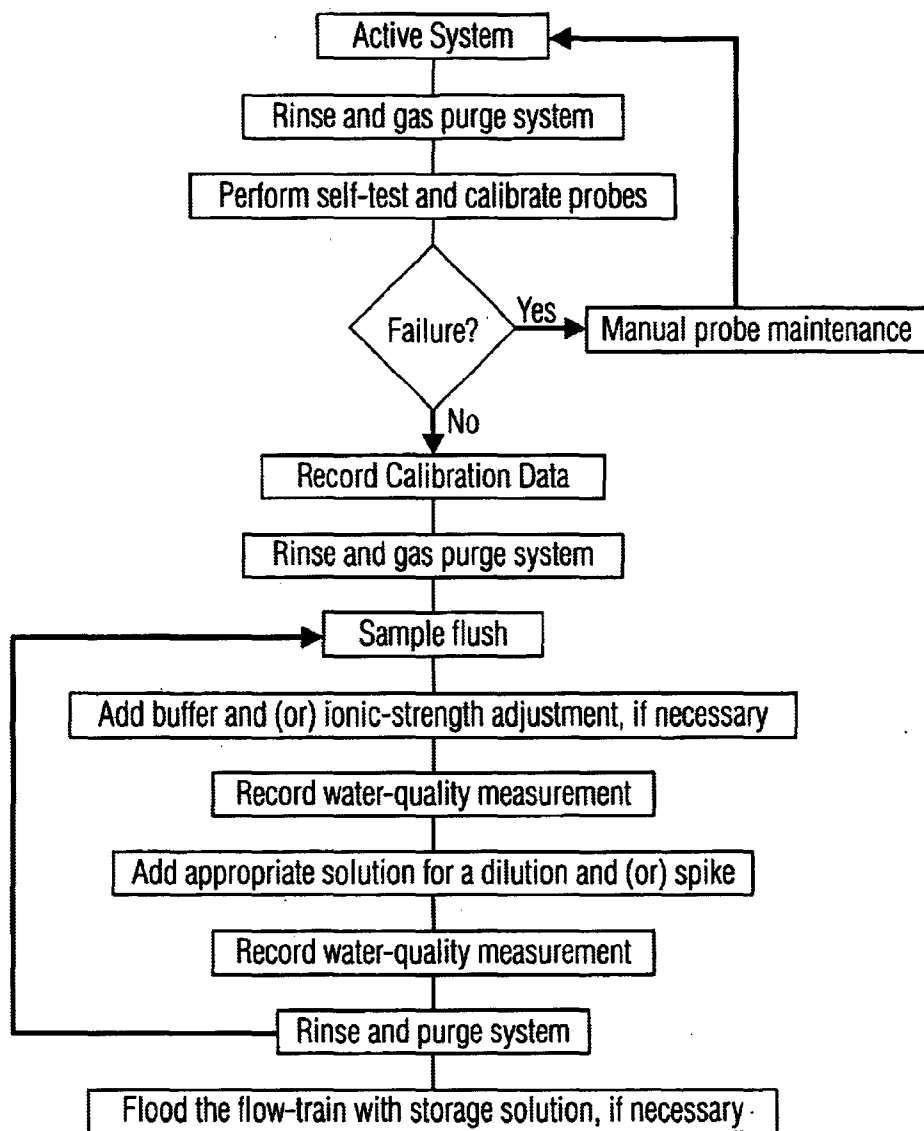 Active System
Rinse and gas purge system
Perform self-test and calibrate probes
Failure?
Yes
Manual probe maintenance
No
Record Calibration Data
Rinse and gas purge system
Sample flush
Add buffer and (or) ionic-strength adjustment, if necessary
Record water-quality measurement
Add appropriate solution for a dilution and (or) spike
Record water-quality measurement
Rinse and purge system
Flood the flow-train with storage solution, if necessary